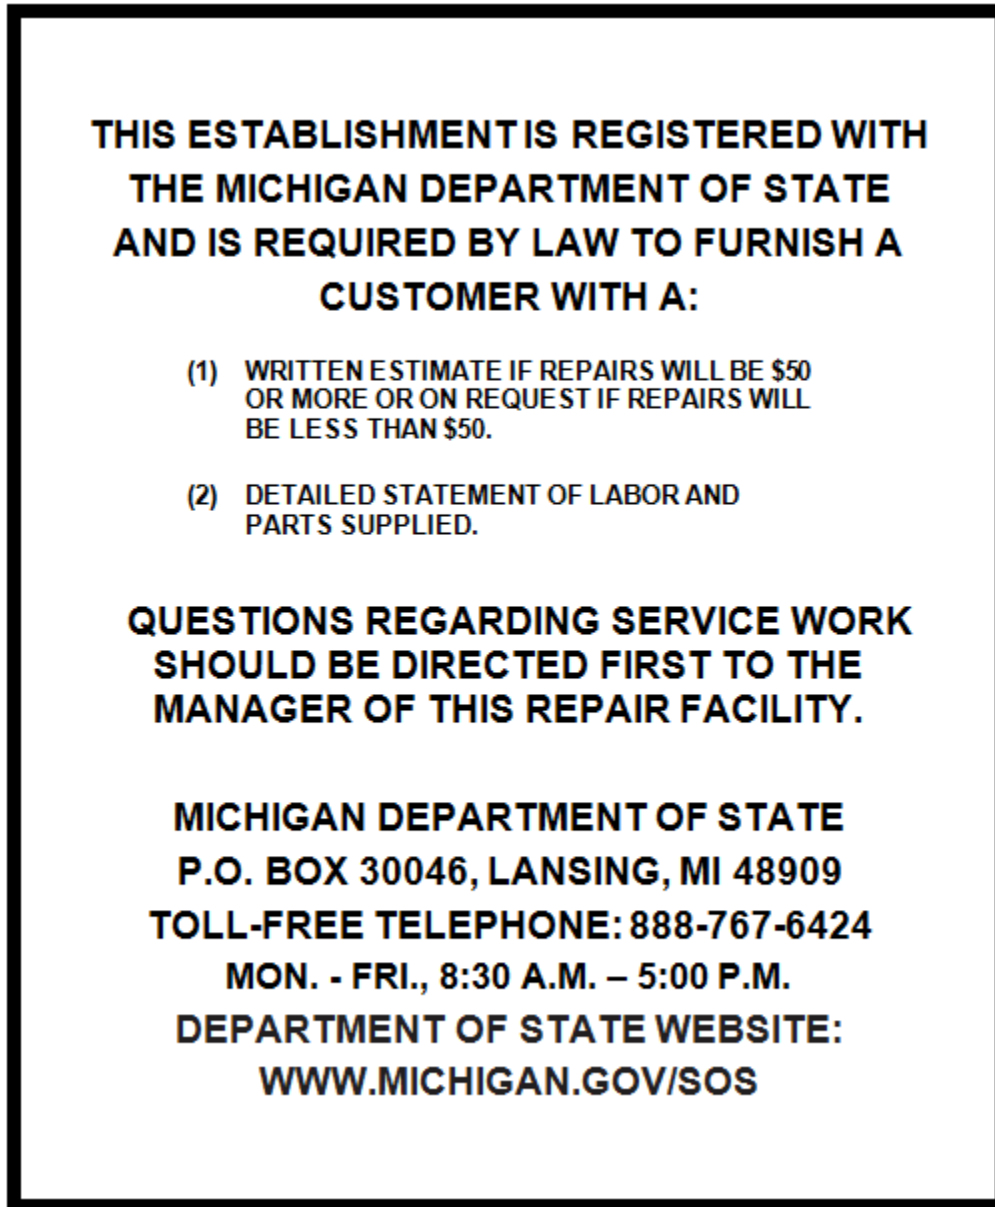 THIS ESTABLISHMENT IS REGISTERED WITH
THE MICHIGAN DEPARTMENT OF STATE
AND IS REQUIRED BY LAW TO FURNISH A
CUSTOMER WITH A:
(1) WRITTEN ESTIMATE IF REPAIRS WILL BE $50
OR MORE OR ON REQUEST IF REPAIRS WILL
BE LESS THAN $50.
(2) DETAILED STATEMENT OF LABOR AND
PARTS SUPPLIED.
QUESTIONS REGARDING SERVICE WORK
SHOULD BE DIRECTED FIRST TO THE
MANAGER OF THIS REPAIR FACILITY.
MICHIGAN DEPARTMENT OF STATE
P.O. BOX 30046, LANSING, MI 48909
TOLL-FREE TELEPHONE: 888-767-6424
MON. - FRI., 8:30 A.M. – 5:00 P.M.
DEPARTMENT OF STATE WEBSITE:
WWW.MICHIGAN.GOV/SOS